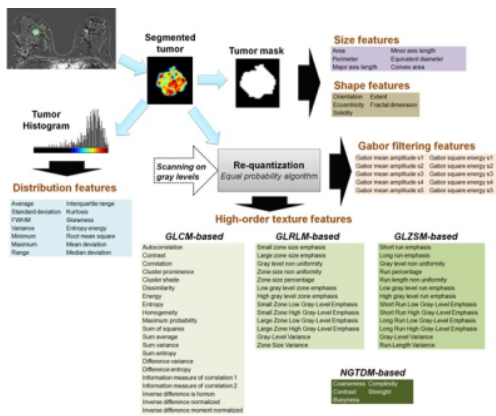 Segmented
tumor
Tumor mask
Size features
Area Minor axis length
Perimeter Equivalent diameter
Major axis length Convex area
Shape features
Orientation Extent
Eccentricity Fractal dimension
Solidity
Tumor
Histogram
Scanning on
gray levels
Re-quantization
Equal probability algorithm
Gabor filtering features
Gabor mean amplitude s1 Gabor square energy s1
Gabor mean amplitude s2 Gabor square energy s2
Gabor mean amplitude s3 Gabor square energy s3
Gabor mean amplitude s4 Gabor square energy s4
Gabor mean amplitude s5 Gabor square energy s5
Distribution features
Average Interquartile range
Standard deviation Kurtosis
FWHM Skewness
Variance Entropy energy
Minimum Root mean square
Maximum Mean deviation
Range Median deviation
High-order texture features
GLCM-based
Autocorrelation
Contrast
Correlation
Cluster prominence
Cluster shade
Dissimilarity
Energy
Entropy
Homogeneity
Maximum probability
Sum of squares
Sum average
Sum variance
Sum entropy
Difference variance
Difference entropy
Information measure of correlation 1
Information measure of correlation 2
Inverse difference is homon
Inverse difference normalized
Inverse difference moment normalized
GLRLM-based
Small zone size emphasis
Large zone size emphasis
Gray level non uniformity
Zone size non uniformity
Zone size percentage
Low gray level zone emphasis
High gray level zone emphasis
Small Zone Low Gray-Level Emphasis
Small Zone High Gray-Level Emphasis
Large Zone Low Gray-Level Emphasis
Large Zone High Gray-Level Emphasis
Gray-Level Variance
Zone Size Variance
GLZSM-based
Short run emphasis
Long run emphasis
Gray level non uniformity
Run percentage
Run length non uniformity
Low gray level run emphasis
High gray level run emphasis
Short Run Low Gray-Level Emphasis
Short Run High Gray-Level Emphasis
Long Run Low Gray-Level Emphasis
Long Run High Gray-Level Emphasis
Gray-Level Variance
Run-Length Variance
NGTDM-based
Coarseness Complexity
Contrast Strenght
Busyness